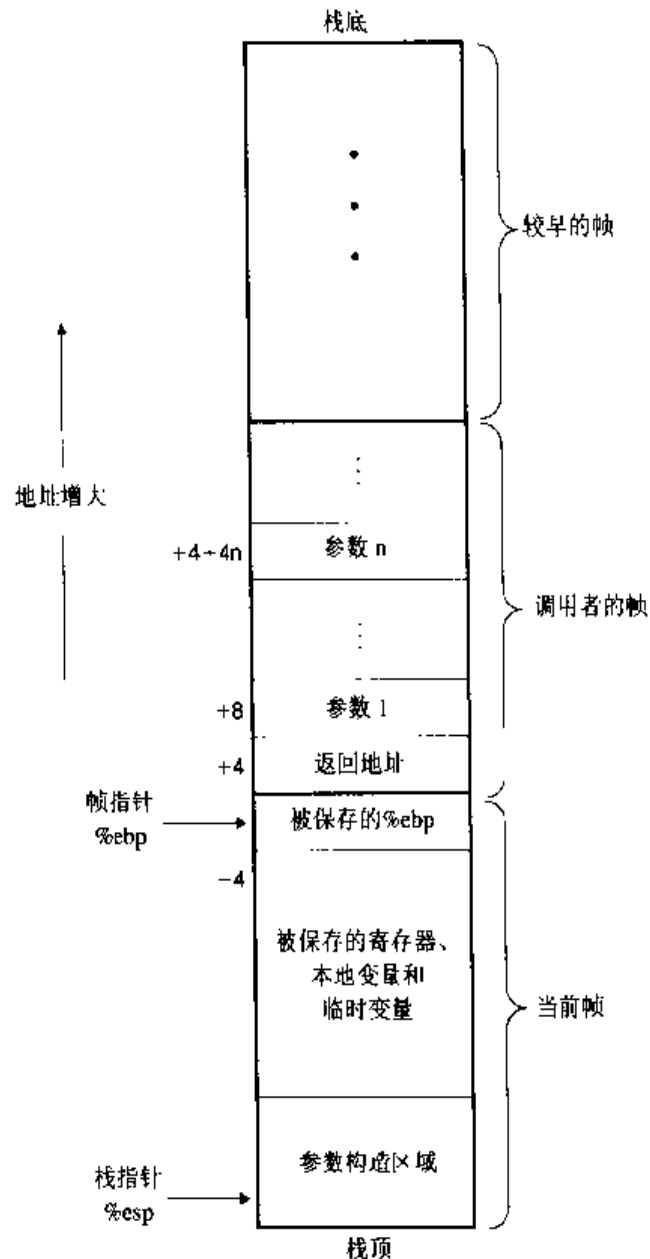 栈底
较早的帧
地址增大
+4+4n
参数 n
调用者的帧
+8
参数 1
+4
返回地址
帧指针
%ebp
被保存的%ebp
-4
被保存的寄存器、
本地变量和
临时变量
当前帧
参数构造区域
栈指针
%esp
栈顶